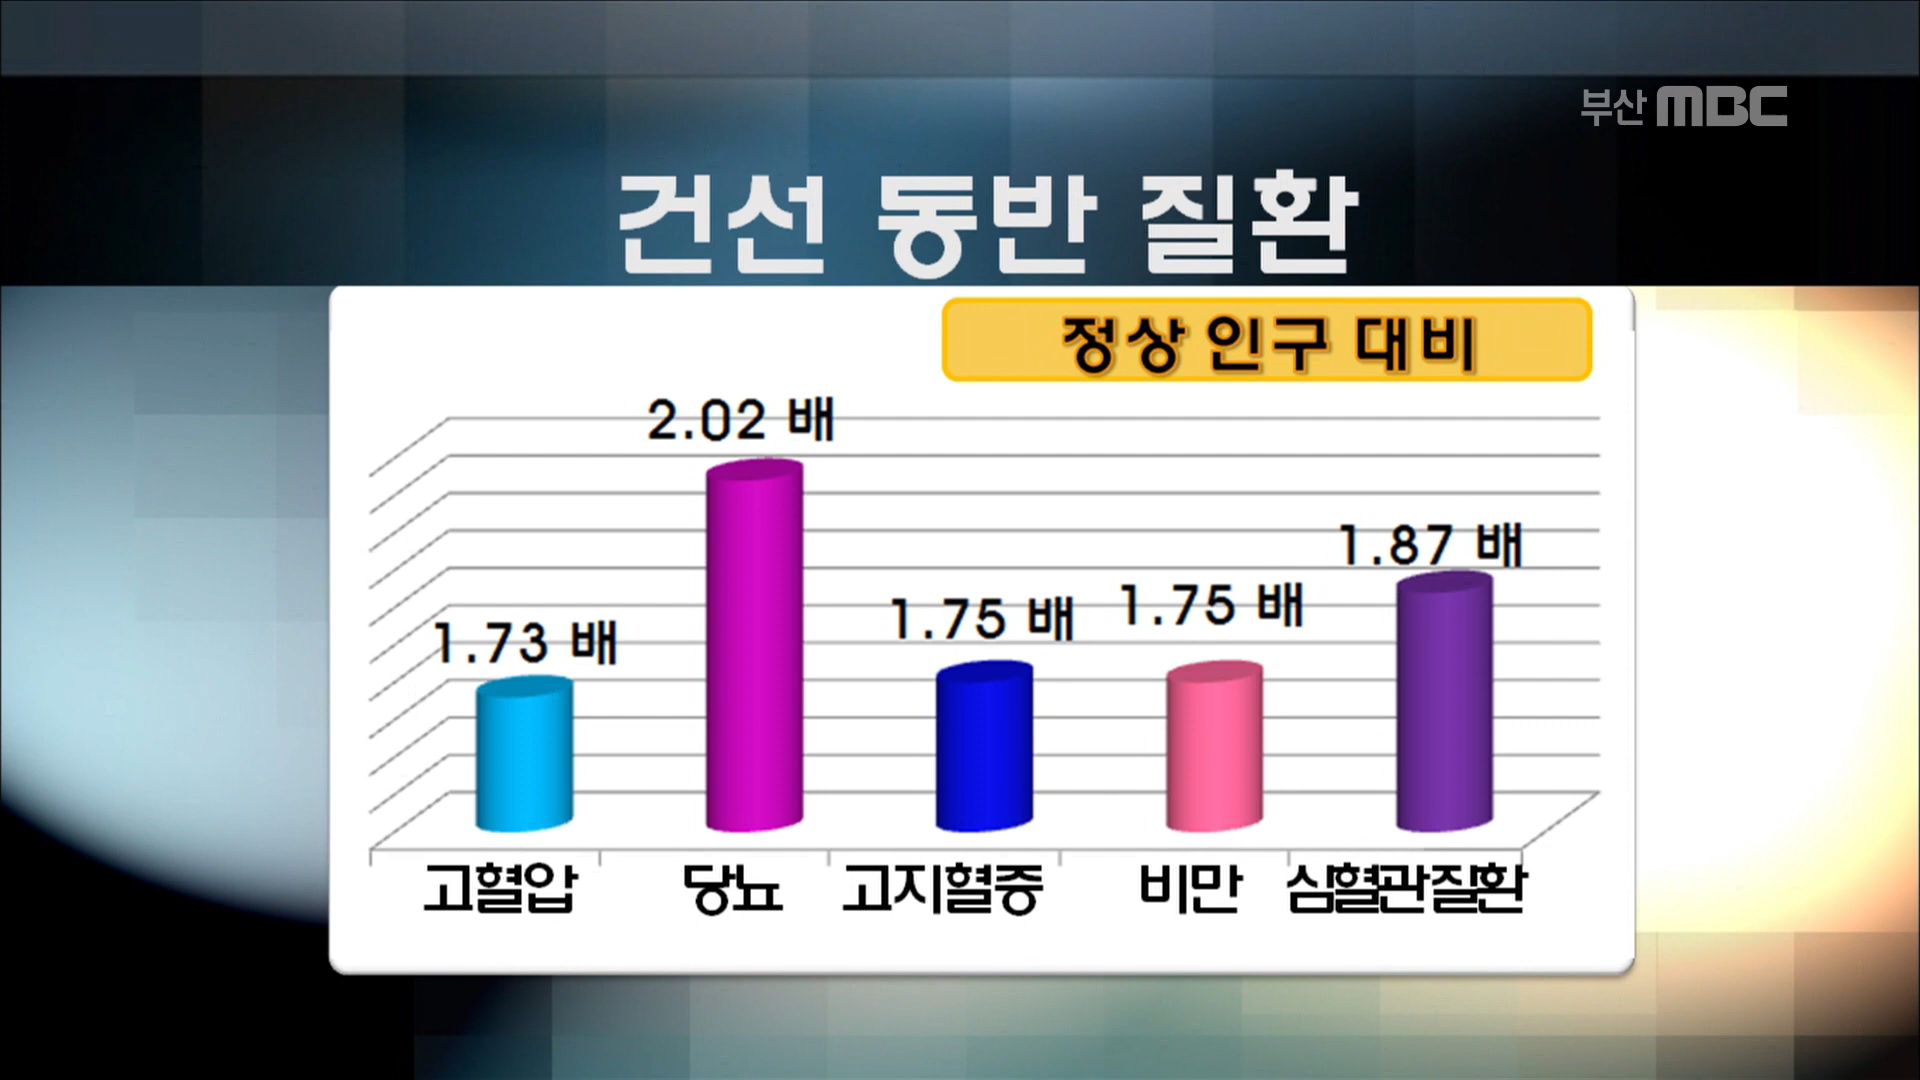 부산 MBC
건선 동반 질환
정상 인구 대비
1.73 배
2.02 배
1.75 배
1.75 배
1.87 배
고혈압 당뇨 고지혈증 비만 심혈관질환